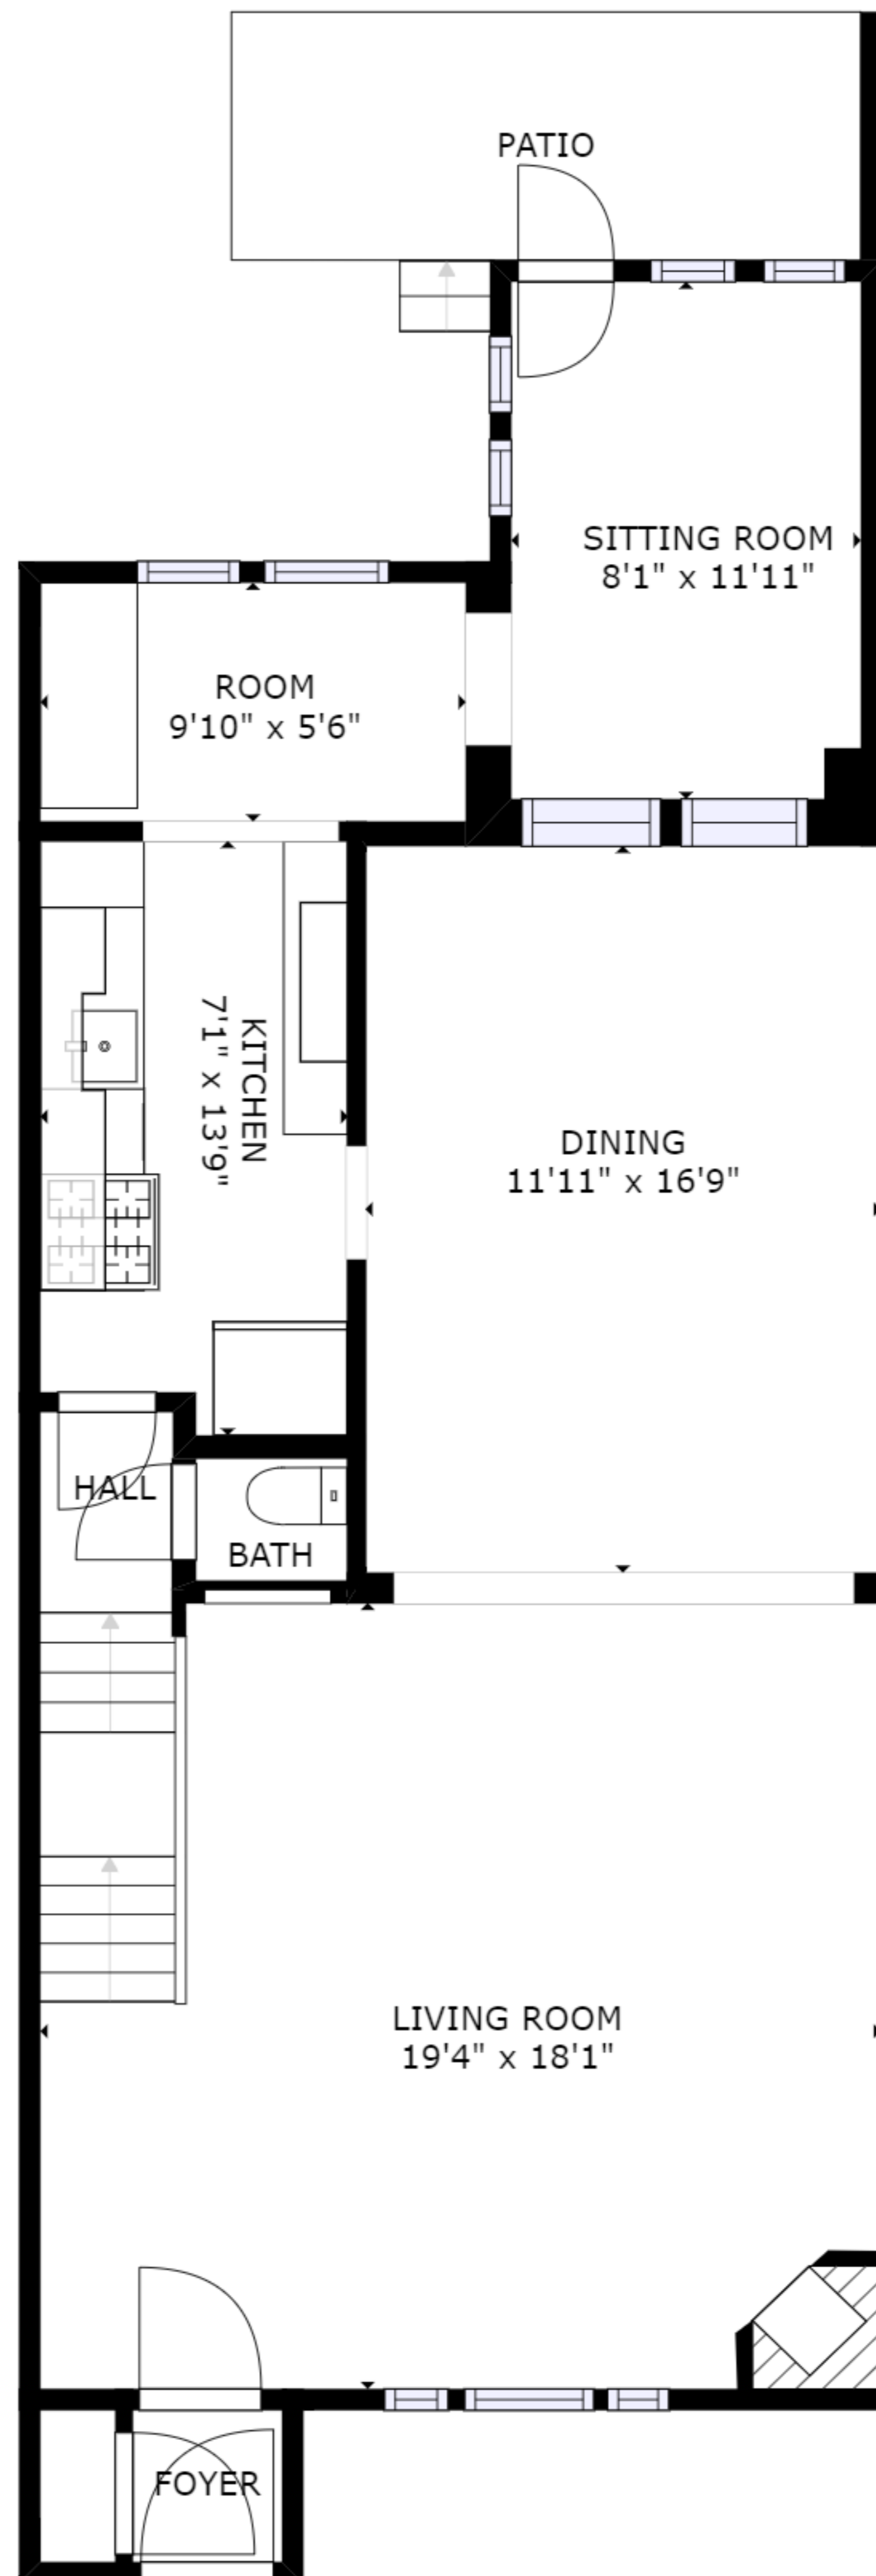 PATIO
SITTING ROOM
8'1" x 11'11"
ROOM
9'10" x 5'6"
KITCHEN
7'1" x 13'9"
DINING
11'11" x 16'9"
HALL
BATH
LIVING ROOM
19'4" x 18'1"
FOYER